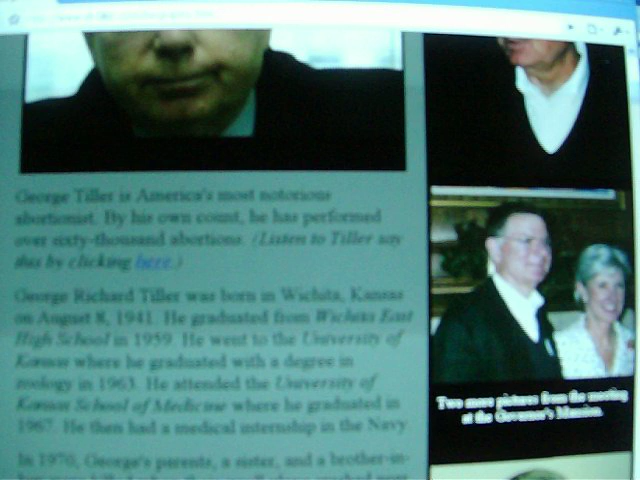 George Tiller is America's most notorious
abortionist. By his own count, he has performed
over sixty-thousand abortions. (Listen to Tiller say
this by clicking here.)
George Richard Tiller was born in Wichita, Kansas
on August 8, 1941. He graduated from Wichita East
High School in 1959. He went to the University of
Kansas where he graduated with a degree in
zoology in 1963. He attended the University of
Kansas School of Medicine where he graduated in
1967. He then had a medical internship in the Navy.
In 1970, George's parents, a sister, and a brother-in-
Two more pictures from the meeting
at the Governor's Mansion.